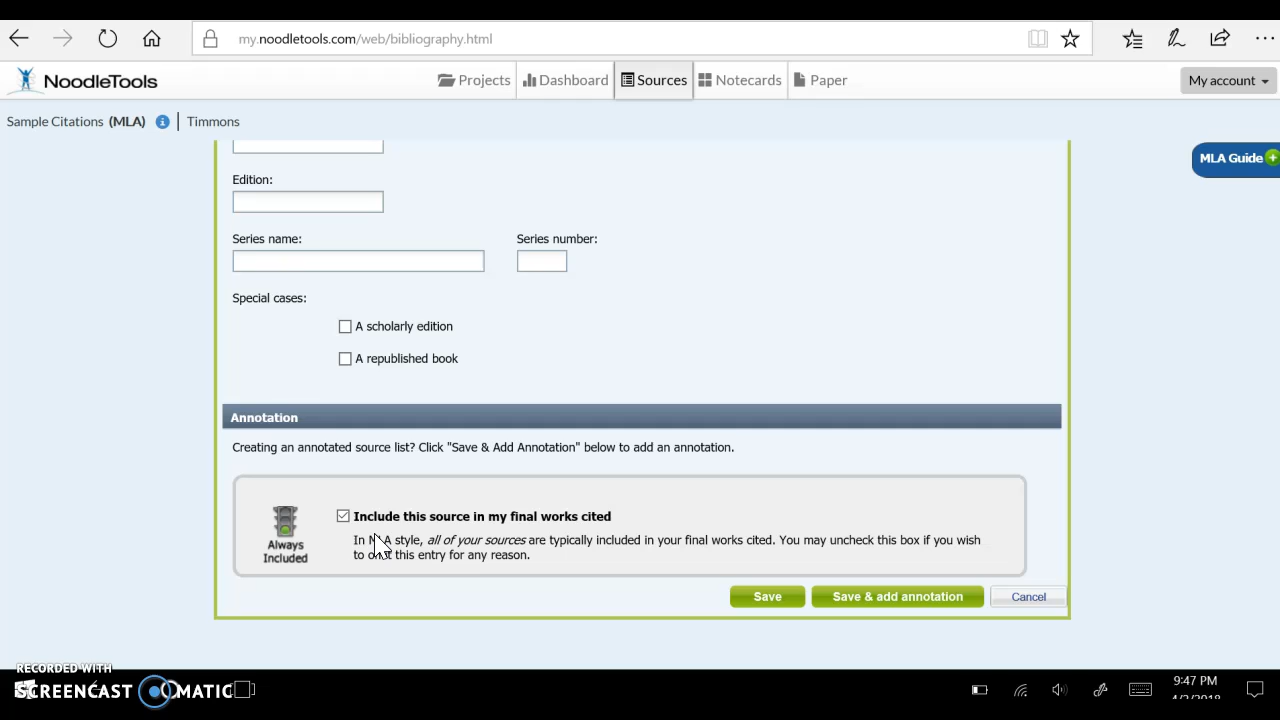 my.noodletools.com/web/bibliography.html
NoodleTools
Projects
Dashboard
Sources
Notecards
Paper
My account
Sample Citations (MLA)
Timmons
MLA Guide
Edition:
Series name:
Series number:
Special cases:
A scholarly edition
A republished book
Annotation
Creating an annotated source list? Click "Save & Add Annotation" below to add an annotation.
Always
Included
Include this source in my final works cited
In style, all of your sources are typically included in your final works cited. You may uncheck this box if you wish
to this entry for any reason.
Save
Save & add annotation
Cancel
RECORDED WITH
SCREENCAST MATIC
9:47 PM